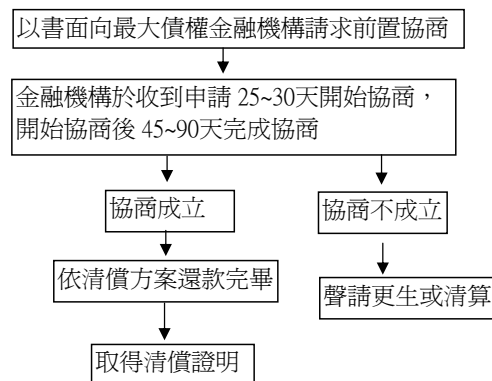 以書面向最大債權金融機構請求前置協商
金融機構於收到申請 25~30天開始協商，
開始協商後 45~90天完成協商
協商成立
協商不成立
依清償方案還款完畢
聲請更生或清算
取得清償證明